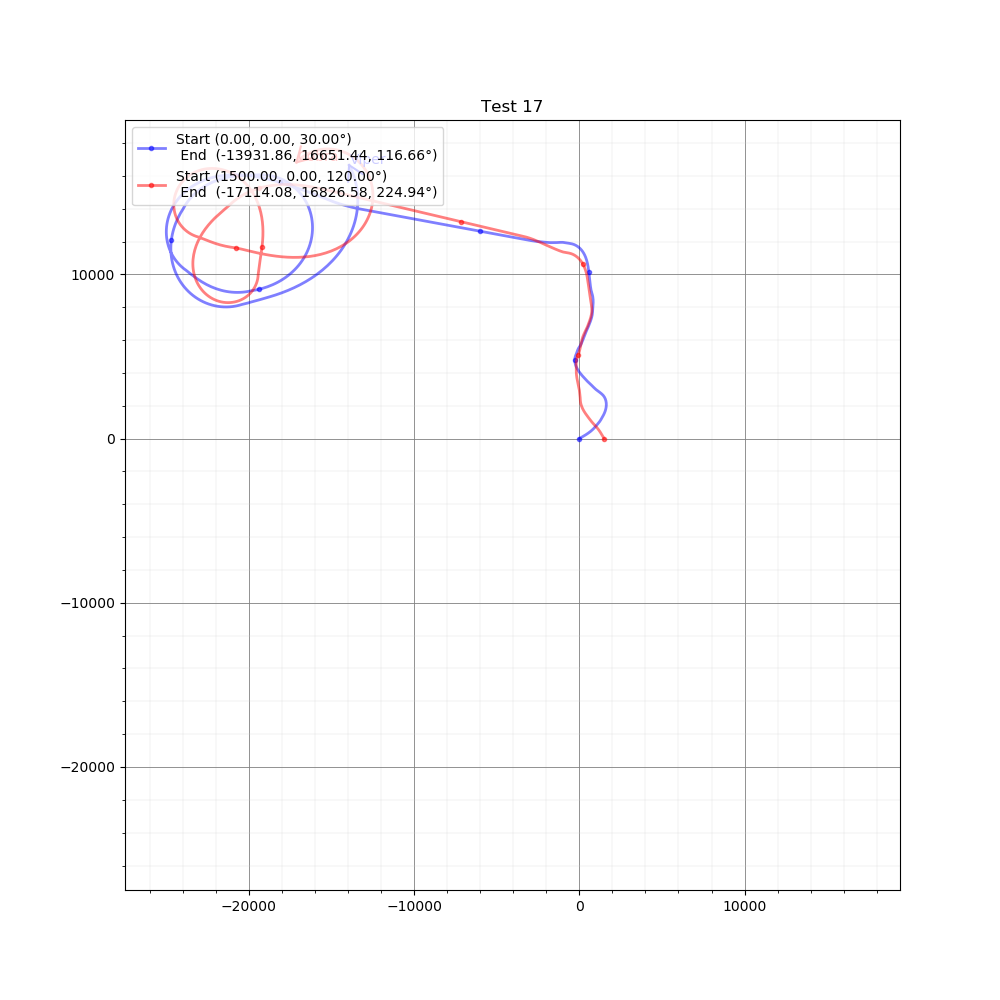 Test 17
Start (0.00, 0.00, 30.00°)
End (-13931.86, 16651.44, 116.66°)
Start (1500.00, 0.00, 120.00°)
End (-17114.08, 16826.58, 224.94°)
10000
0
−10000
−20000
−20000
−10000
0
10000